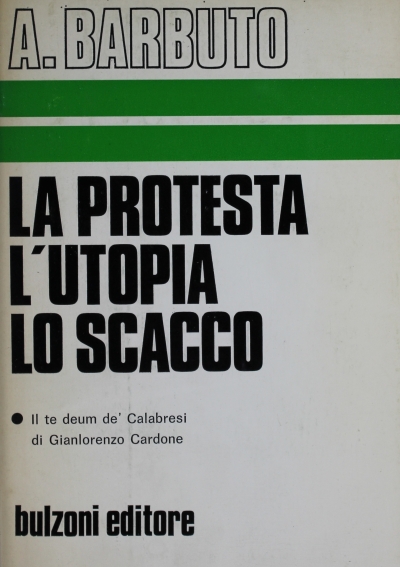 A. BARBUTO
LA PROTESTA
L'UTOPIA
LO SCACCO
● Il te deum de' Calabresi
di Gianlorenzo Cardone
bulzoni editore